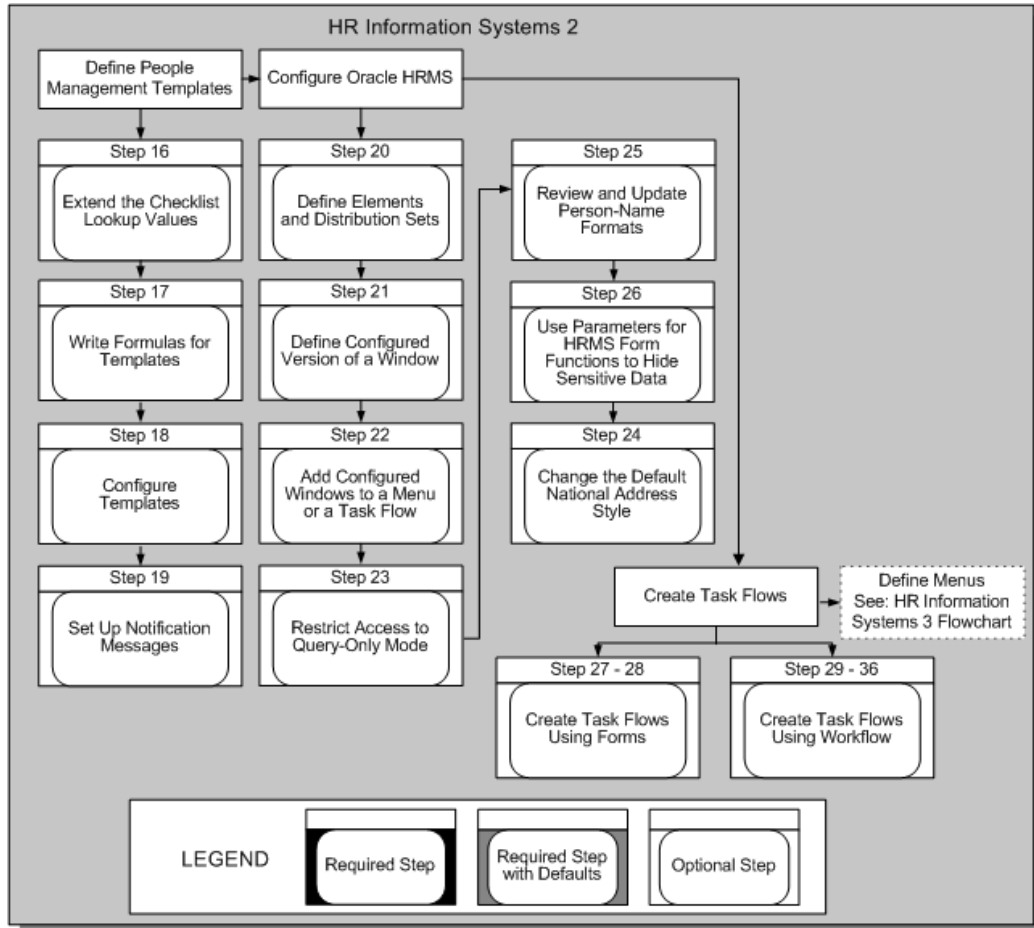 HR Information Systems 2
Define People
Management Templates
Configure Oracle HRMS
Step 16
Extend the Checklist
Lookup Values
Step 17
Write Formulas for
Templates
Step 18
Configure
Templates
Step 19
Set Up Notification
Messages
Step 20
Define Elements
and Distribution Sets
Step 21
Define Configured
Version of a Window
Step 22
Add Configured
Windows to a Menu
or a Task Flow
Step 23
Restrict Access to
Query-Only Mode
Step 25
Review and Update
Person-Name
Formats
Step 26
Use Parameters for
HRMS Form
Functions to Hide
Sensitive Data
Step 24
Change the Default
National Address
Style
Create Task Flows
Define Menus
See: HR Information
Systems 3 Flowchart
Step 27 - 28
Create Task Flows
Using Forms
Step 29 - 36
Create Task Flows
Using Workflow
LEGEND
Required Step
Required Step
with Defaults
Optional Step